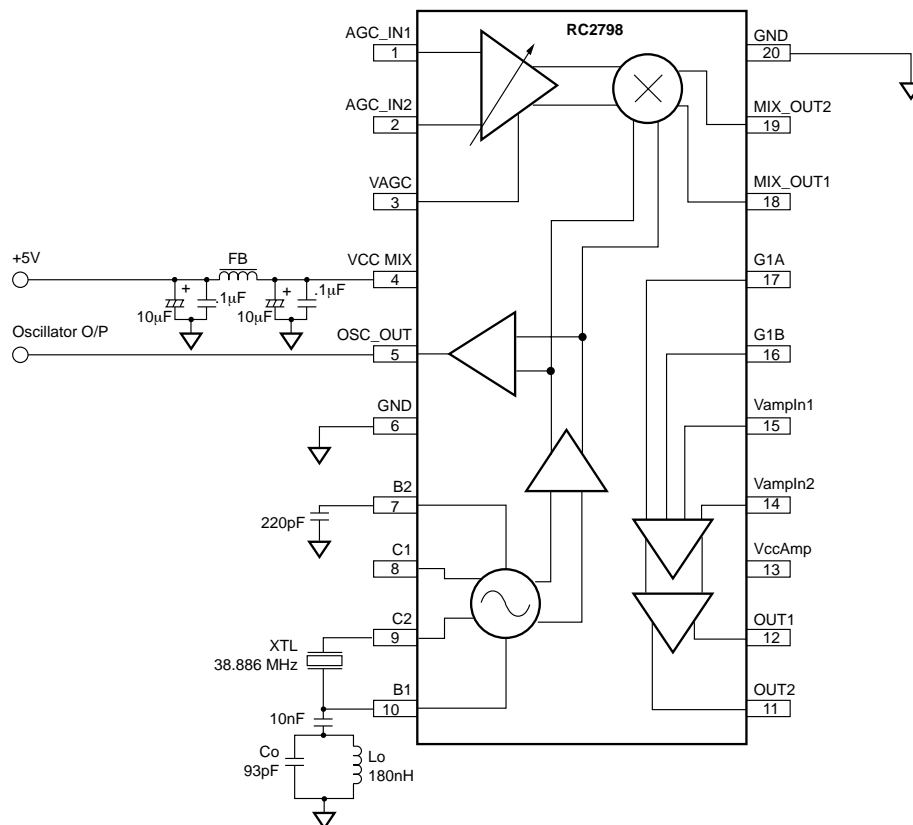 RC2798
AGC_IN1
1
AGC_IN2
2
VAGC
3
+5V
FB
VCC MIX
4
+
.1µF
10µF
+
.1µF
10µF
Oscillator O/P
OSC_OUT
5
GND
6
B2
7
220pF
C1
8
C2
9
XTL
38.886 MHz
B1
10
10nF
Co
93pF
Lo
180nH
GND
20
MIX_OUT2
19
MIX_OUT1
18
G1A
17
G1B
16
VampIn1
15
VampIn2
14
VccAmp
13
OUT1
12
OUT2
11